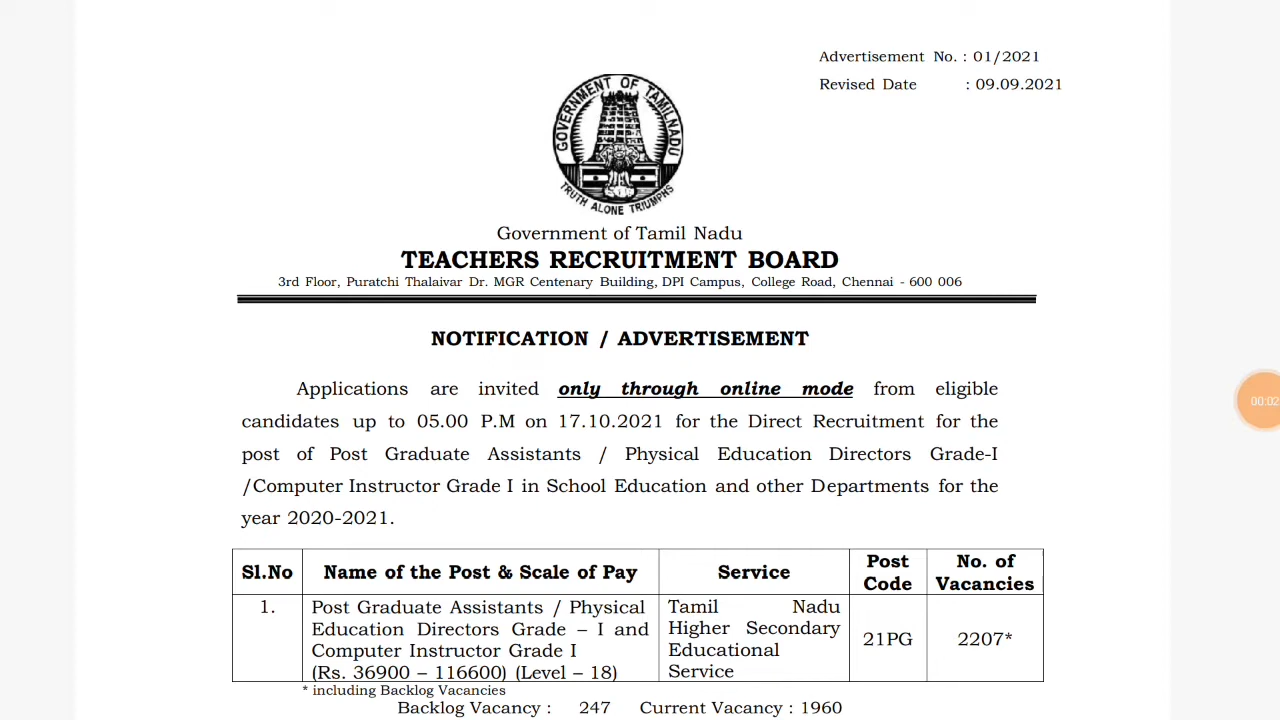 Advertisement No. : 01/2021
Revised Date : 09.09.2021
GOVERNMENT OF TAMILNADU
TRUTH ALONE TRIUMPHS
Government of Tamil Nadu
TEACHERS RECRUITMENT BOARD
3rd Floor, Puratchi Thalaivar Dr. MGR Centenary Building, DPI Campus, College Road, Chennai - 600 006
NOTIFICATION / ADVERTISEMENT
Applications are invited only through online mode from eligible
candidates up to 05.00 P.M on 17.10.2021 for the Direct Recruitment for the
post of Post Graduate Assistants / Physical Education Directors Grade-I
/Computer Instructor Grade I in School Education and other Departments for the
year 2020-2021.
Sl.No Name of the Post & Scale of Pay Service Post Code No. of Vacancies
1. Post Graduate Assistants / Physical
Education Directors Grade – I and
Computer Instructor Grade I
(Rs. 36900 – 116600) (Level – 18)
Tamil Nadu
Higher Secondary
Educational
Service
21PG
2207*
* including Backlog Vacancies
Backlog Vacancy : 247 Current Vacancy : 1960
00:02